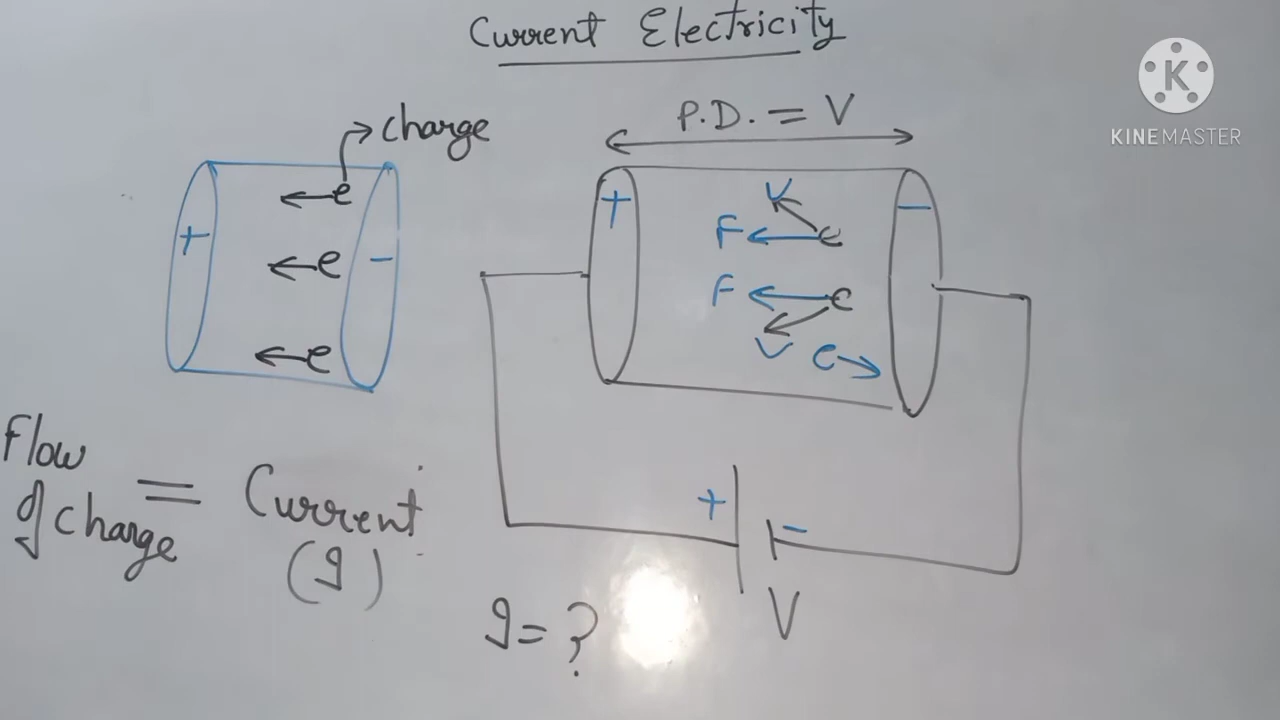 Current Electricity
K
KINEMASTER
charge
e
e
e
+
-
P.D. = V
+
-
V
F e
F e
V e
Flow
of charge = Current
(I)
+
-
V
I = ?